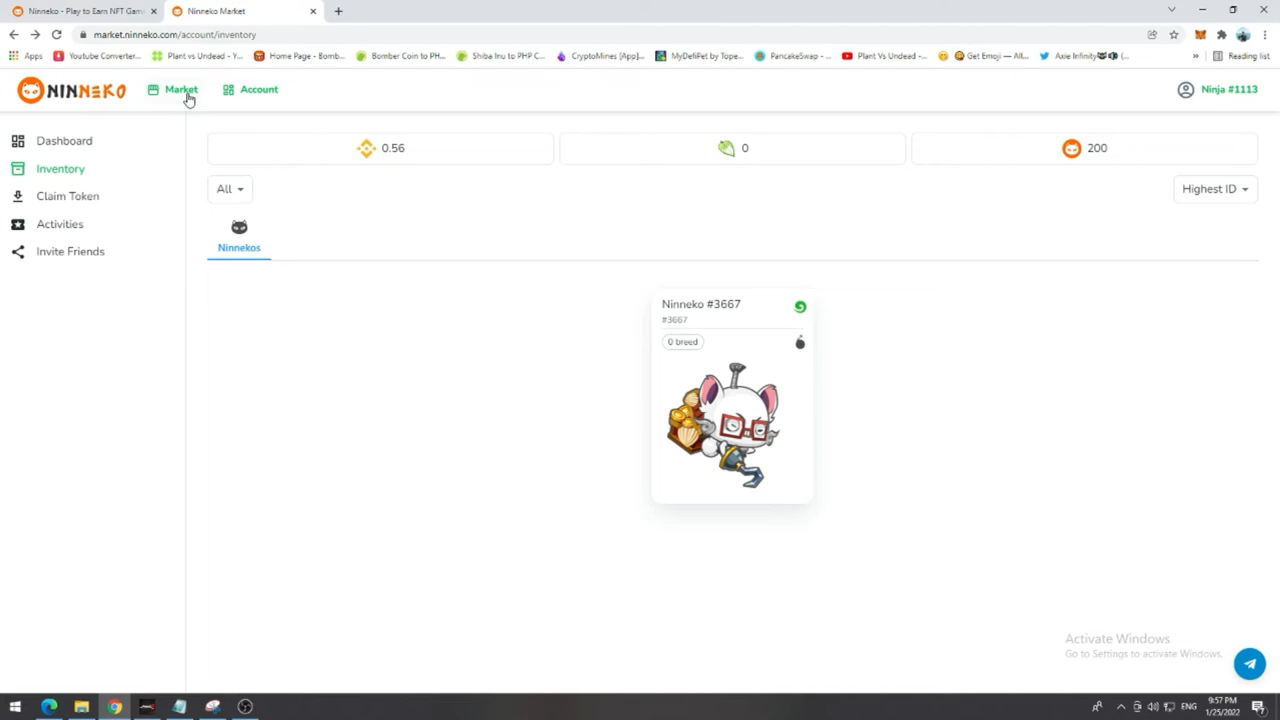 Ninneko - Play to Earn NFT Gam
Ninneko Market
market.ninneko.com/account/inventory
Apps
Youtube Converter...
Plant vs Undead - Y...
Home Page - Bomb...
Bomber Coin to PH...
Shiba Inu to PHP C...
CryptoMines [App]...
MyDefiPet by Tope...
PancakeSwap - ...
Plant Vs Undead -...
Get Emoji — All...
Axie Infinity
Reading list
NINNEKO
Market
Account
Ninja #1113
Dashboard
Inventory
Claim Token
Activities
Invite Friends
0.56
0
200
All
Highest ID
Ninnekos
Ninneko #3667
#3667
0 breed
Activate Windows
Go to Settings to activate Windows.
ENG
9:57 PM
1/25/2022